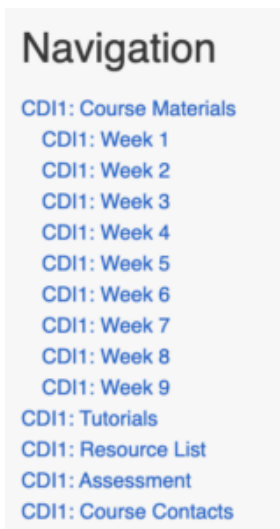 Navigation
CDI1: Course Materials
CDI1: Week 1
CDI1: Week 2
CDI1: Week 3
CDI1: Week 4
CDI1: Week 5
CDI1: Week 6
CDI1: Week 7
CDI1: Week 8
CDI1: Week 9
CDI1: Tutorials
CDI1: Resource List
CDI1: Assessment
CDI1: Course Contacts